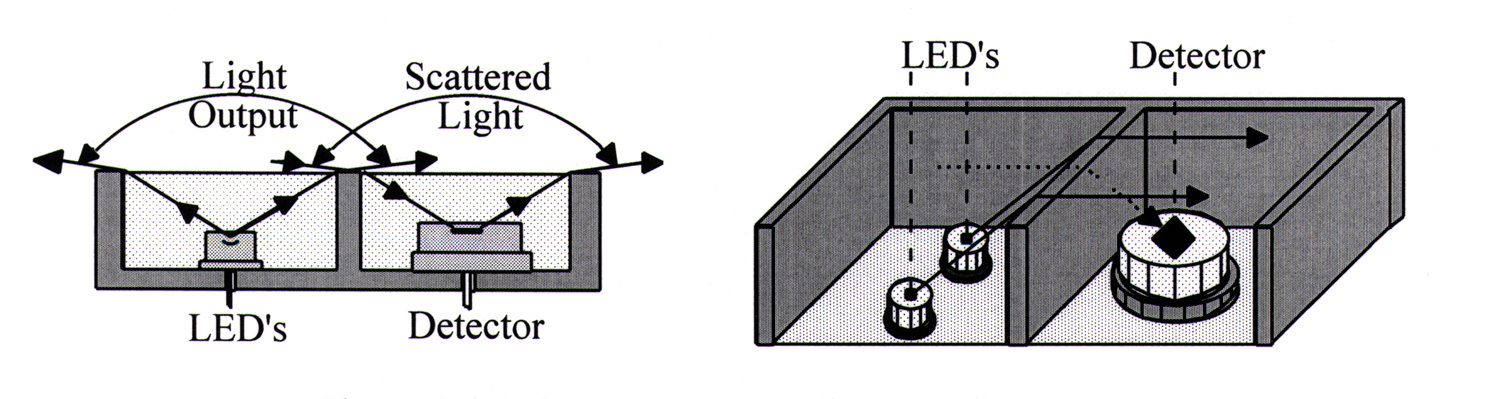 Light
Output
Scattered
Light
LED's
Detector
LED's
Detector